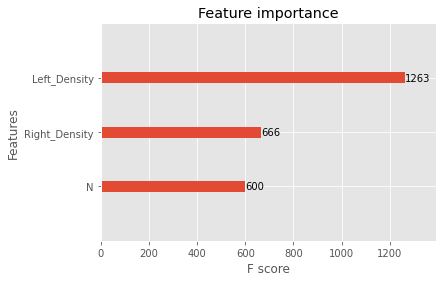 Feature importance
Features
Left_Density
1263
Right_Density
666
N
600
0 200 400 600 800 1000 1200
F score